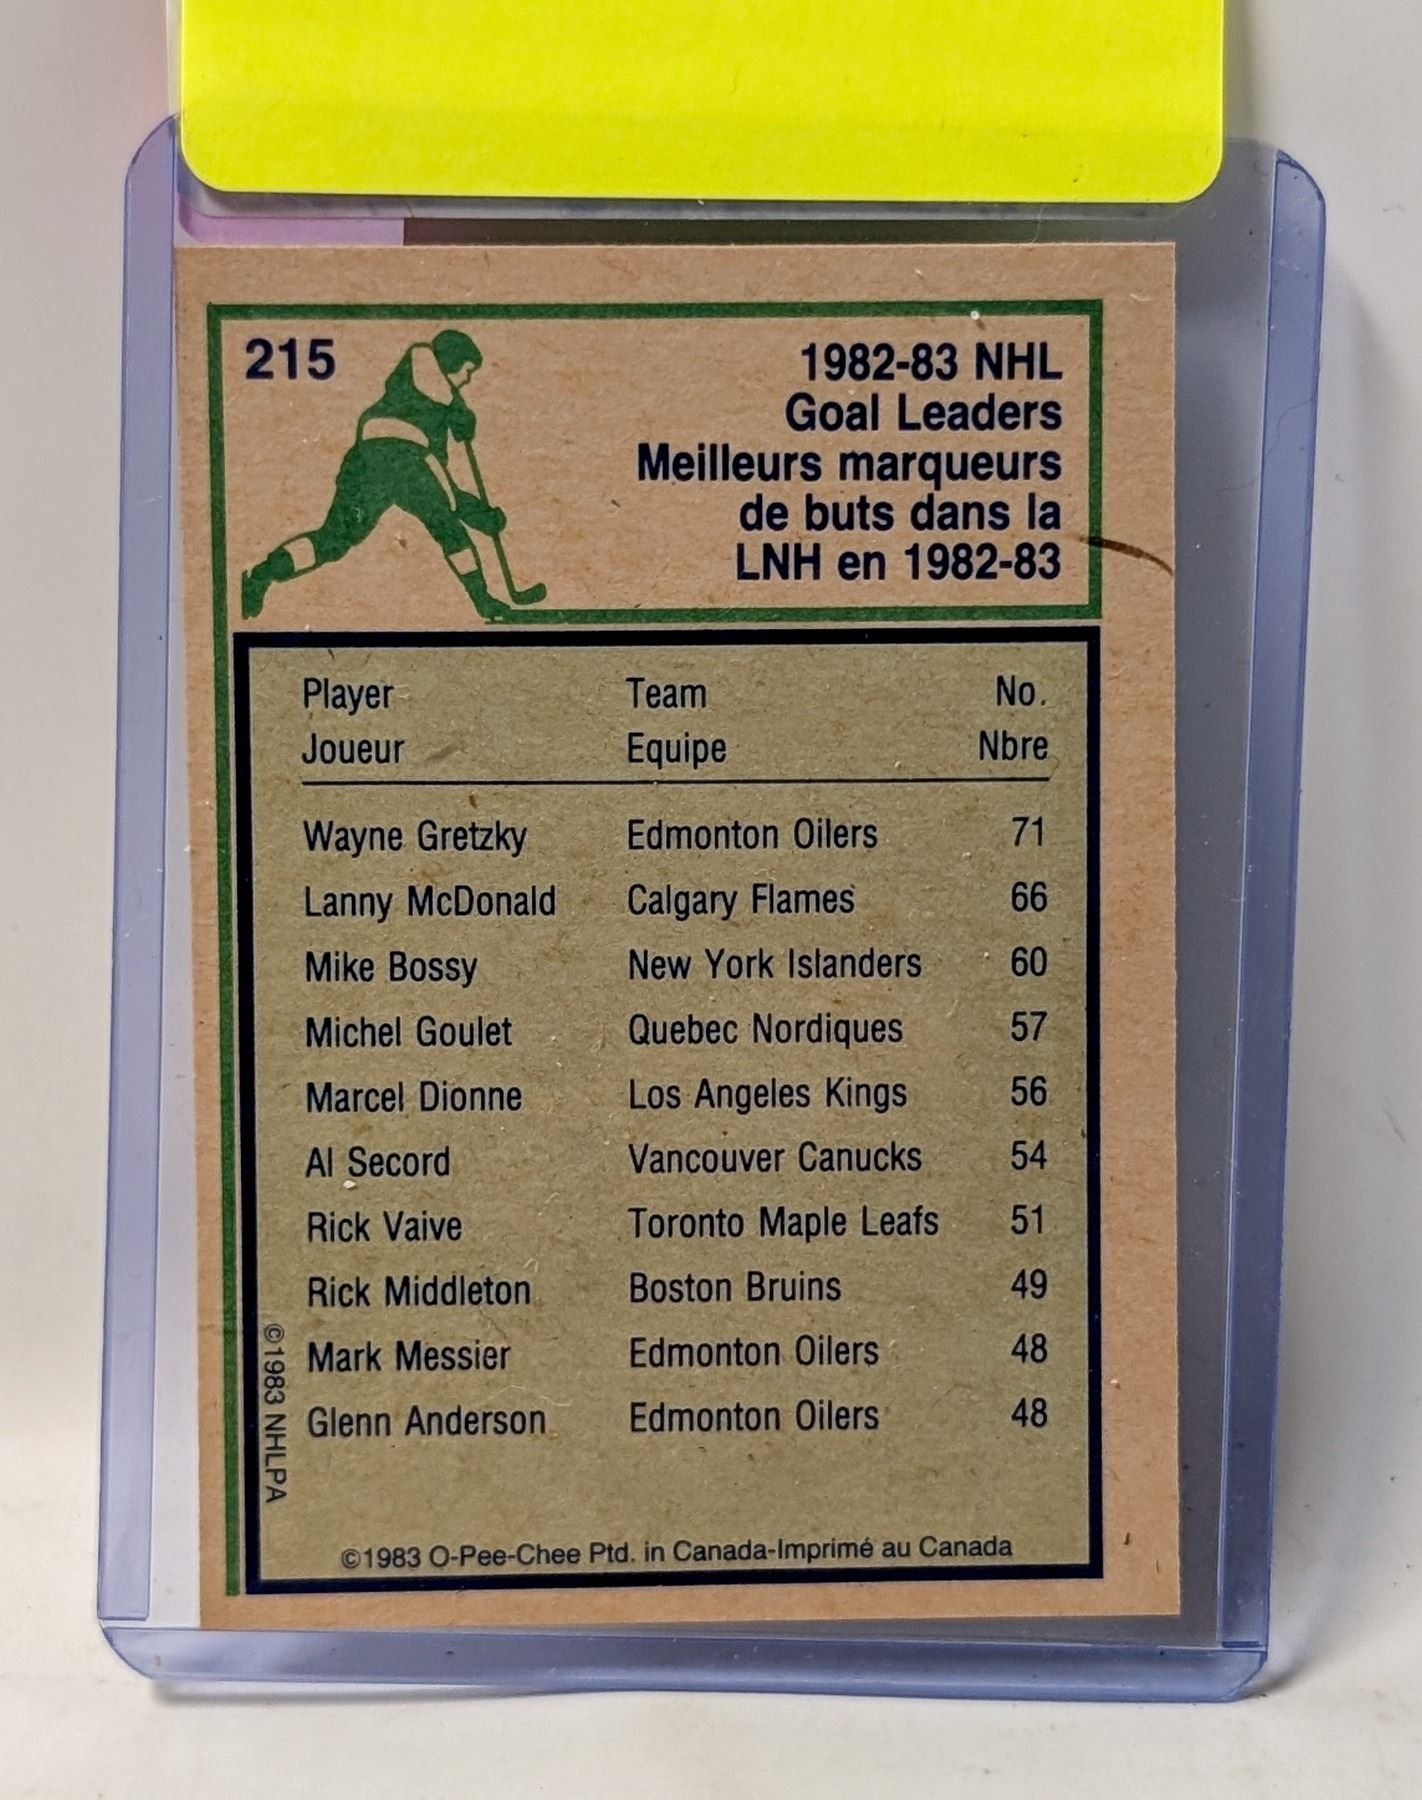 215
1982-83 NHL
Goal Leaders
Meilleurs marqueurs
de buts dans la
LNH en 1982-83
Player Team No.
Joueur Equipe Nbre
Wayne Gretzky Edmonton Oilers 71
Lanny McDonald Calgary Flames 66
Mike Bossy New York Islanders 60
Michel Goulet Quebec Nordiques 57
Marcel Dionne Los Angeles Kings 56
Al Secord Vancouver Canucks 54
Rick Vaive Toronto Maple Leafs 51
Rick Middleton Boston Bruins 49
Mark Messier Edmonton Oilers 48
Glenn Anderson Edmonton Oilers 48
©1983 NHLPA
©1983 O-Pee-Chee Ptd. in Canada-Imprimé au Canada